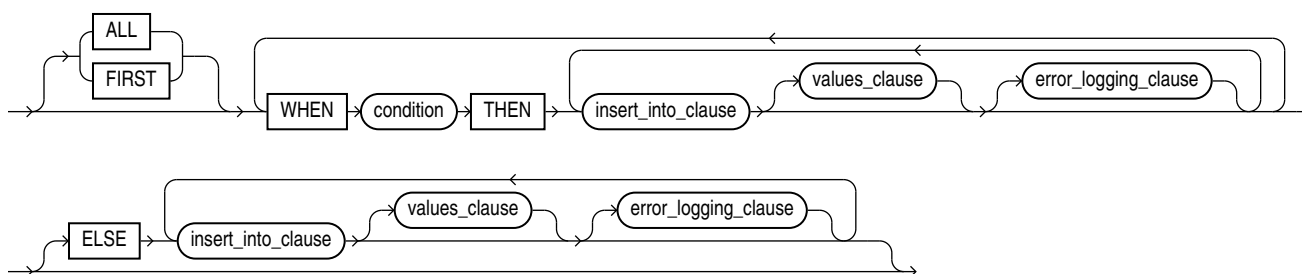 ALL
FIRST
values_clause error_logging_clause
WHEN condition THEN insert_into_clause
values_clause error_logging_clause
ELSE insert_into_clause